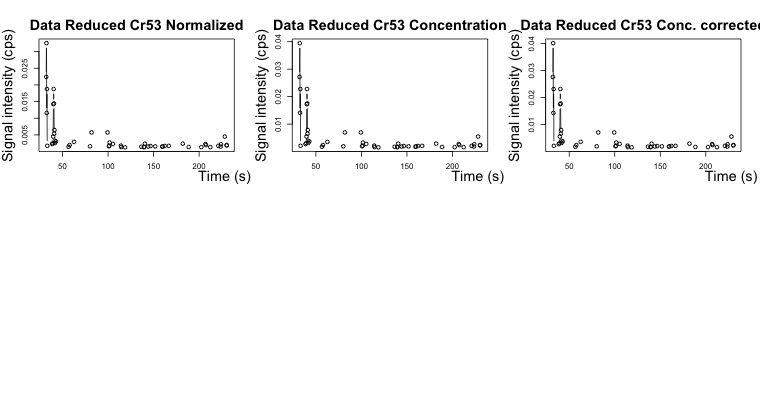 Data Reduced Cr53 Normalized
Signal intensity (cps)
0.005 0.015 0.025
50 100 150 200
Time (s)
Data Reduced Cr53 Concentration
Signal intensity (cps)
0.01 0.02 0.03 0.04
50 100 150 200
Time (s)
Data Reduced Cr53 Conc. corrected
Signal intensity (cps)
0.01 0.02 0.03 0.04
50 100 150 200
Time (s)